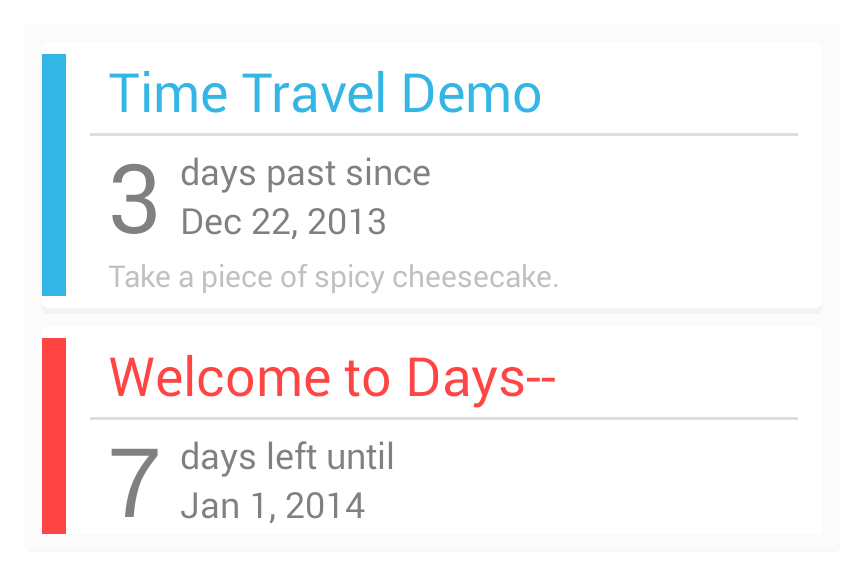 Time Travel Demo
3
days past since
Dec 22, 2013
Take a piece of spicy cheesecake.
Welcome to Days--
7
days left until
Jan 1, 2014